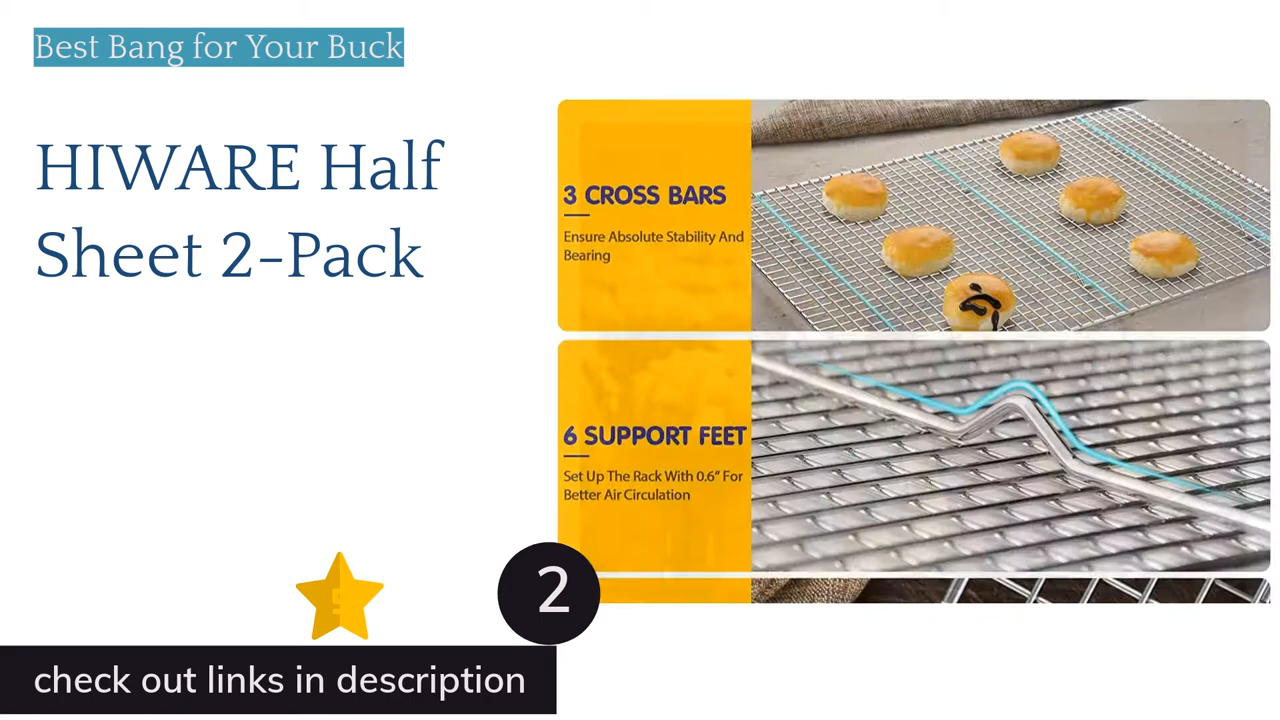 Best Bang for Your Buck
HIWARE Half
Sheet 2-Pack
3 CROSS BARS
Ensure Absolute Stability And
Bearing
6 SUPPORT FEET
Set Up The Rack With 0.6” For
Better Air Circulation
2
check out links in description